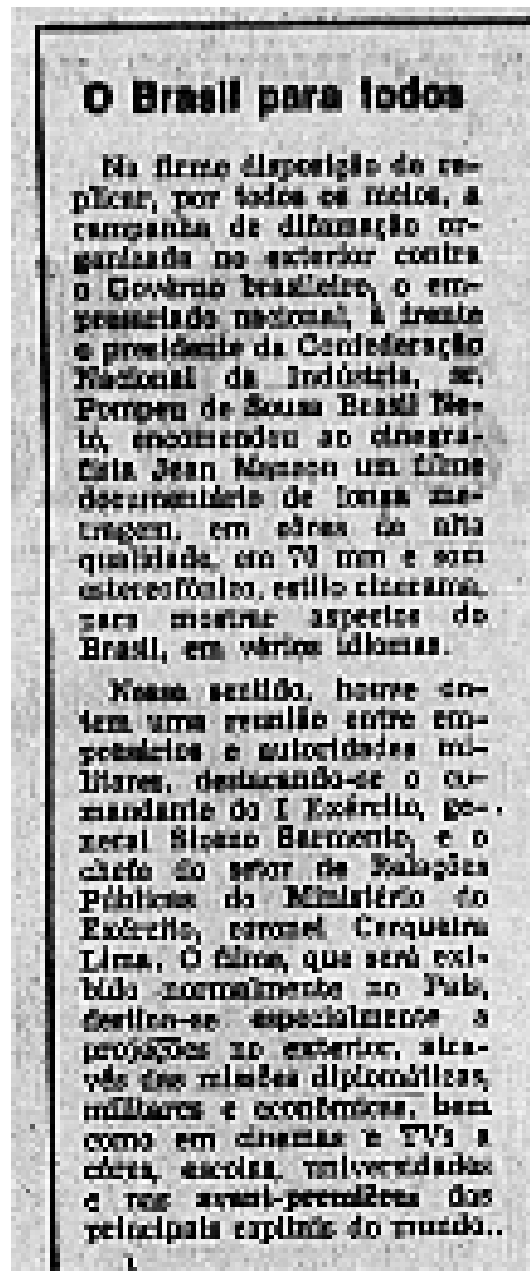 O Brasil para todos
Na firme disposição de re-
plicar, por todos os meios, a
campanha de difamação or-
ganizada no exterior contra
o Govêrno brasileiro, o em-
presariado nacional, à frente
o presidente da Confederação
Nacional da Indústria, sr.
Pompeu de Sousa Brasil Ne-
to, encomendou ao cinegra-
fista Jean Manzon um filme
documentário de longa me-
tragem, em côres de alta
qualidade, em 70 mm e som
estereofônico, estilo cinerama,
para mostrar aspectos do
Brasil, em vários idiomas.
Nesse sentido, houve on-
tem uma reunião entre em-
presários e autoridades mi-
litares, destacando-se o co-
mandante do I Exército, ge-
neral Sizeno Sarmento, e o
chefe do setor de Relações
Públicas do Ministério do
Exército, coronel Cerqueira
Lima. O filme, que será exi-
bido normalmente no País,
destina-se especialmente a
projeções no exterior, atra-
vés das missões diplomáticas,
militares e econômicas, bem
como em cinemas e TVs a
côres, escolas, universidades
e nas avant-premières das
principais capitais do mundo..